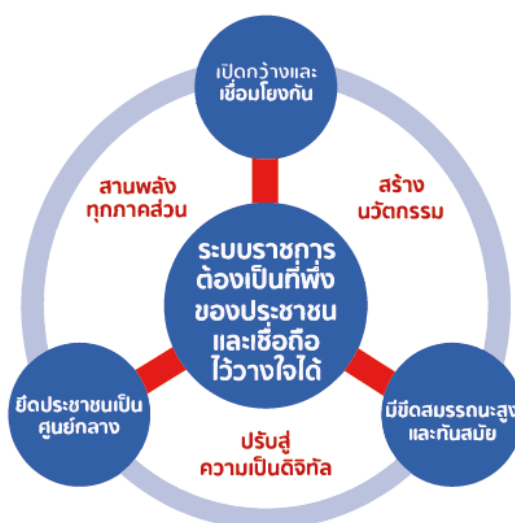 เปิดกว้างและ
เชื่อมโยงกัน
สานพลัง
ทุกภาคส่วน
สร้าง
นวัตกรรม
ระบบราชการ
ต้องเป็นที่พึ่ง
ของประชาชน
และเชื่อถือ
ไว้วางใจได้
ยึดประชาชนเป็น
ศูนย์กลาง
มีขีดสมรรถนะสูง
และทันสมัย
ปรับสู่
ความเป็นดิจิทัล